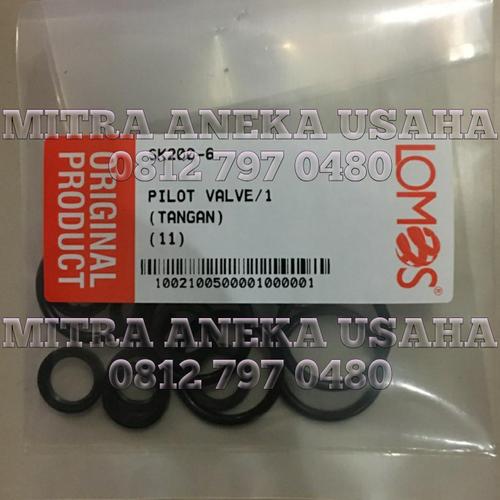 MITRA ANEKA USAHA
0812 797 0480
ORIGINAL
PRODUCT
SK200-6
PILOT VALVE/1
(TANGAN)
(11)
1002100500001000001
LOMOS®
MITRA ANEKA USAHA
0812 797 0480